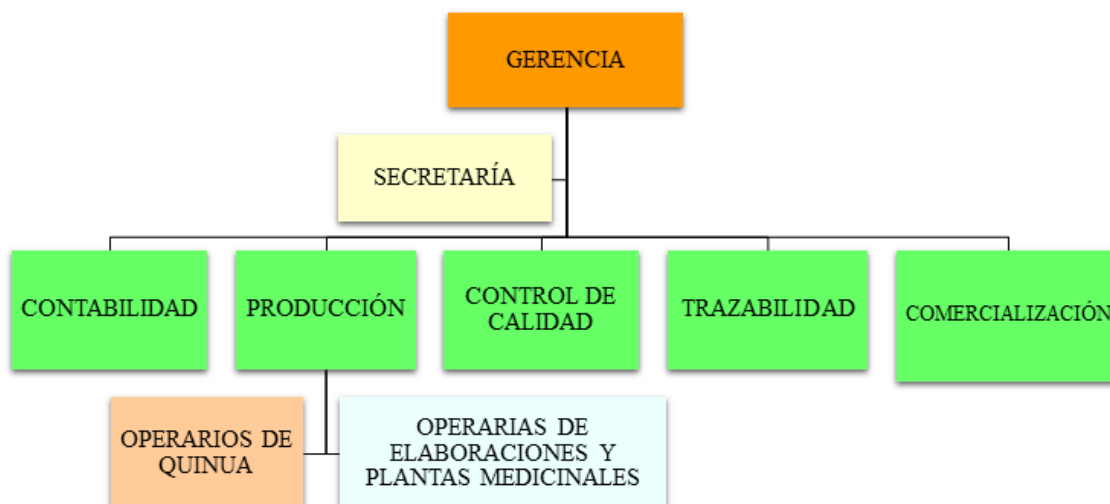 GERENCIA
SECRETARÍA
CONTABILIDAD
PRODUCCIÓN
CONTROL DE
CALIDAD
TRAZABILIDAD
COMERCIALIZACIÓN
OPERARIOS DE
QUINUA
OPERARIAS DE
ELABORACIONES Y
PLANTAS MEDICINALES